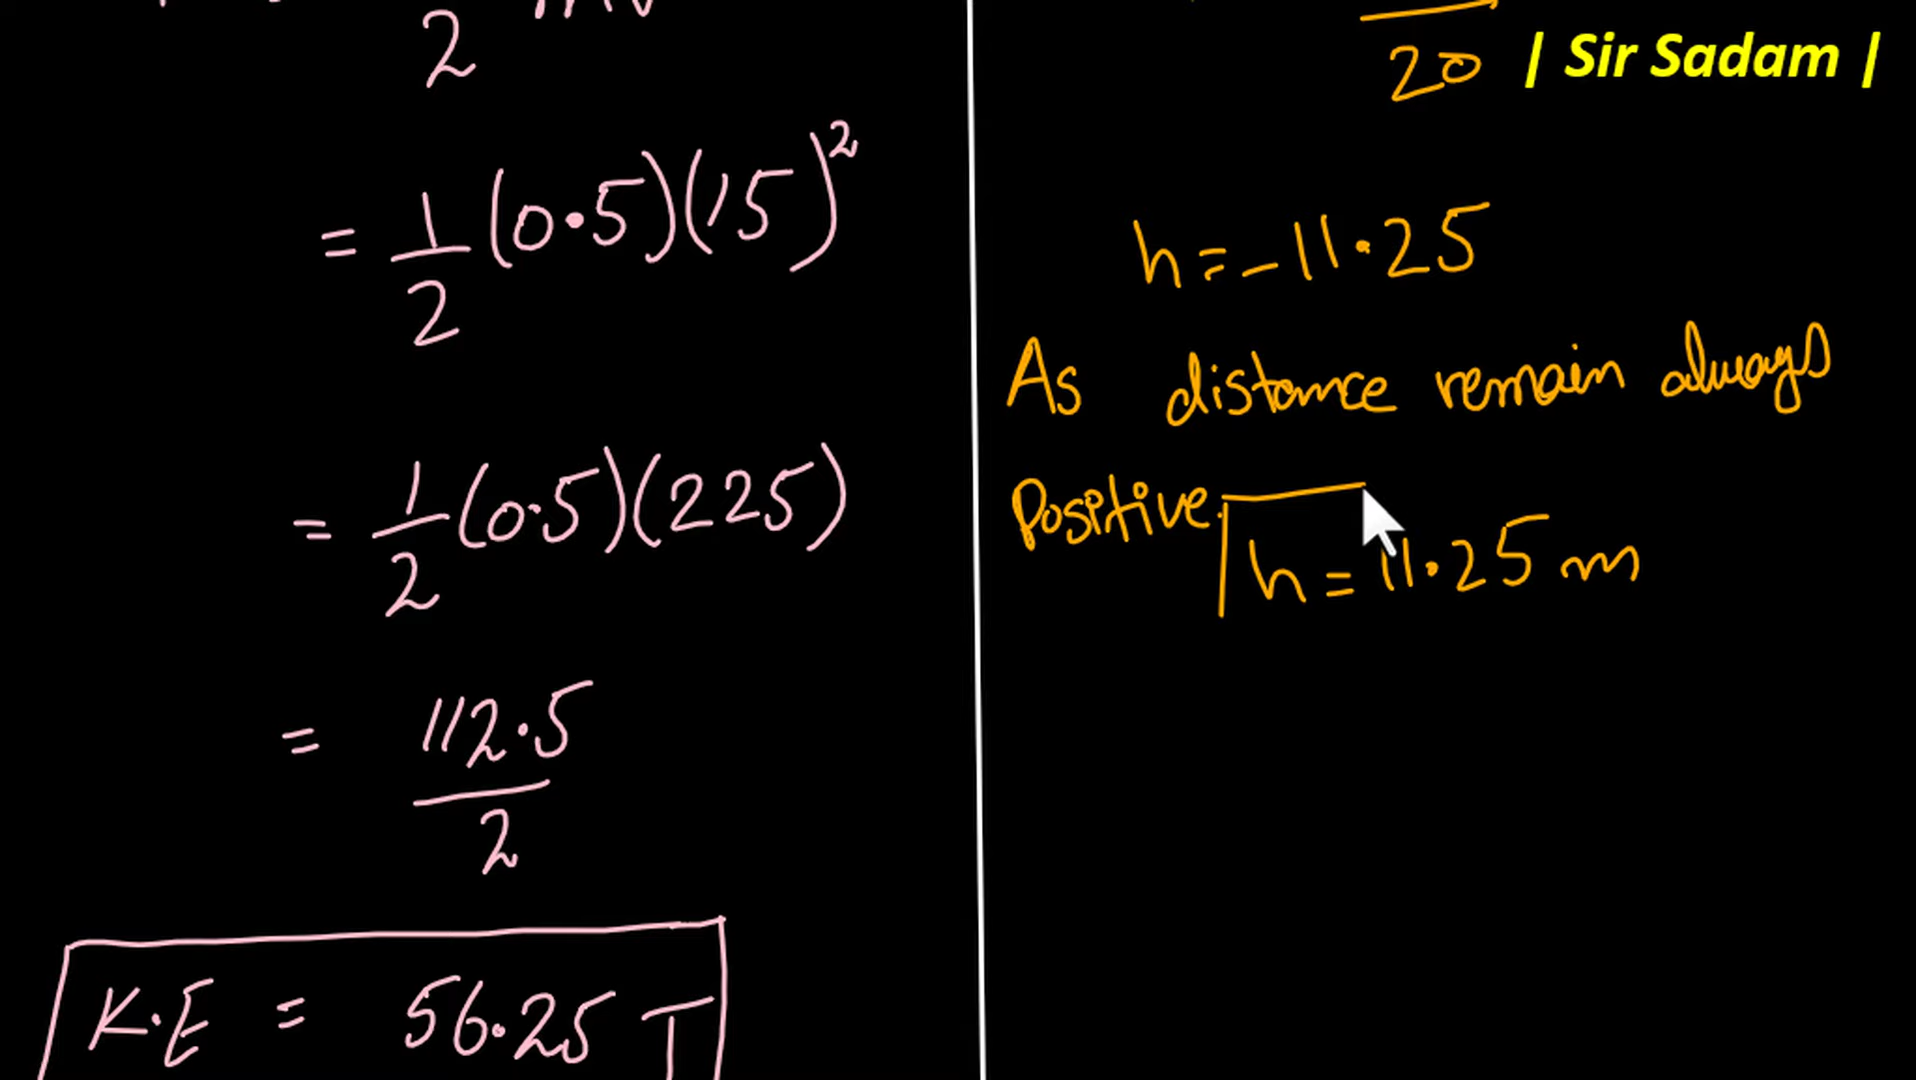 2
= 1/2 (0.5)(15)²
= 1/2 (0.5)(225)
= 112.5/2
K.E = 56.25 J
20
| Sir Sadam |
h = -11.25
As distance remain always
Positive.
h = 11.25 m